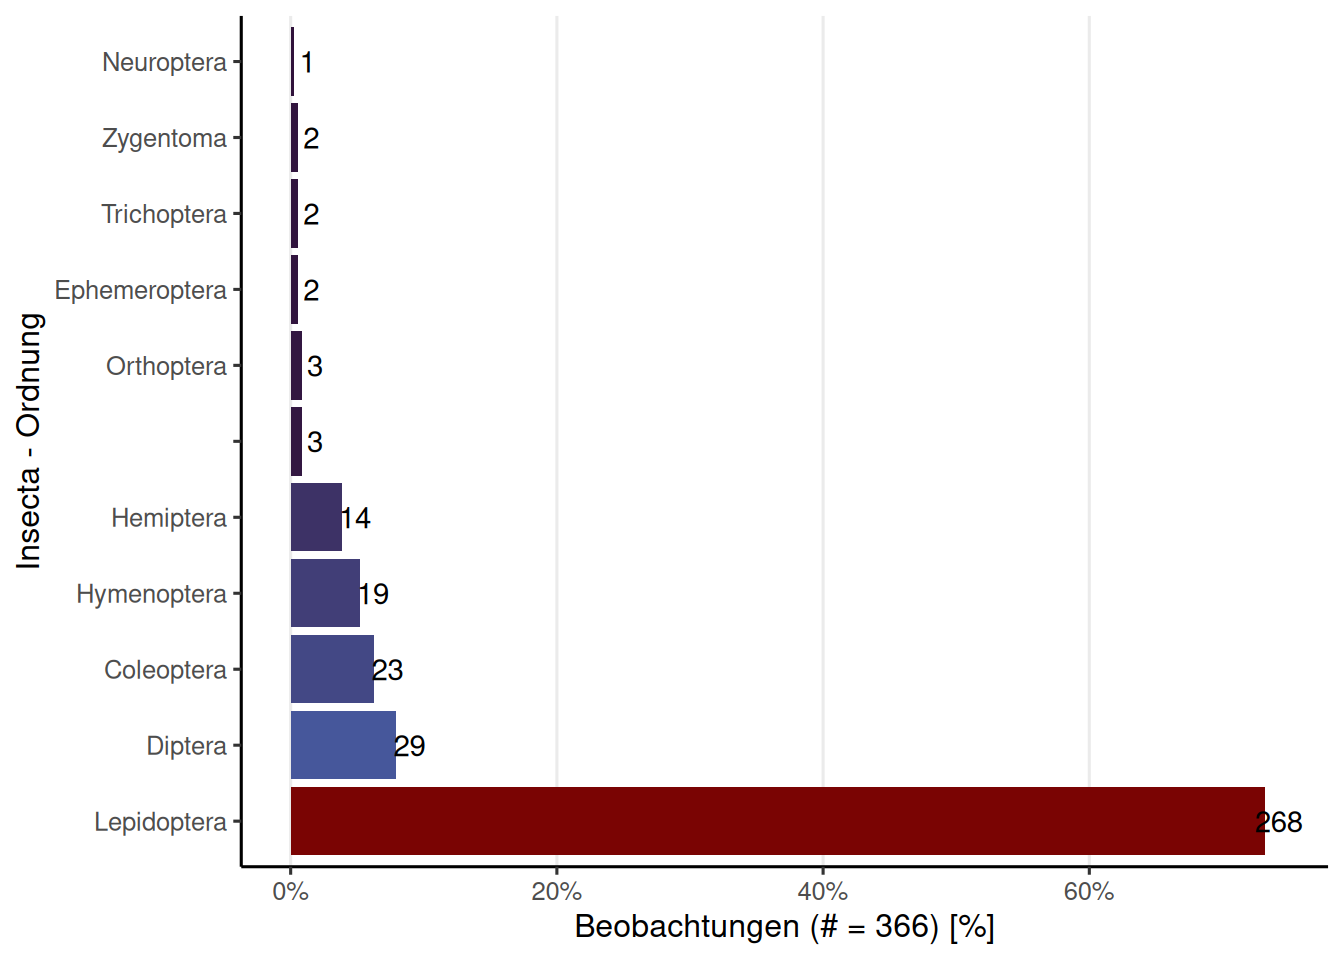 Neuroptera 1
Zygentoma 2
Trichoptera 2
Ephemeroptera 2
Orthoptera 3
3
Hemiptera 14
Hymenoptera 19
Coleoptera 23
Diptera 29
Lepidoptera 268
Insecta - Ordnung
0% 20% 40% 60%
Beobachtungen (# = 366) [%]